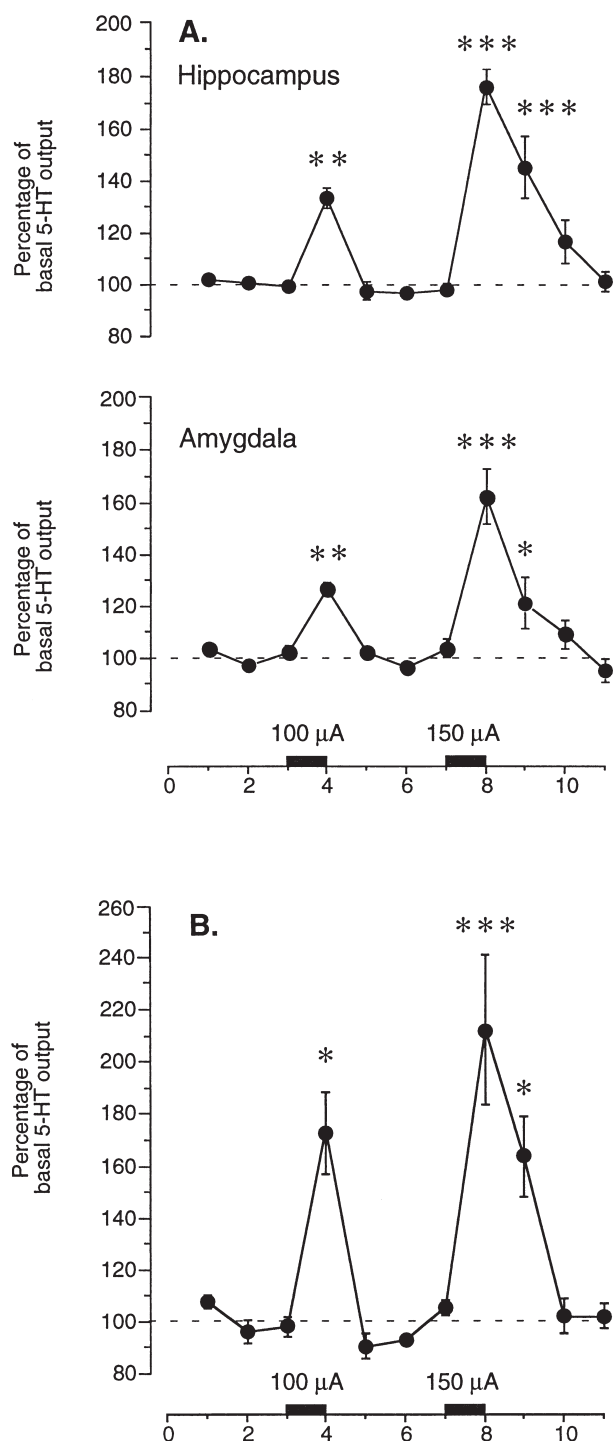 A.
Hippocampus
Percentage of
basal 5-HT output
200
180
160
140
120
100
80
**
***
***
Amygdala
Percentage of
basal 5-HT output
200
180
160
140
120
100
80
**
***
*
100 μA
150 μA
0 2 4 6 8 10
B.
Percentage of
basal 5-HT output
260
240
220
200
180
160
140
120
100
80
*
***
*
100 μA
150 μA
0 2 4 6 8 10